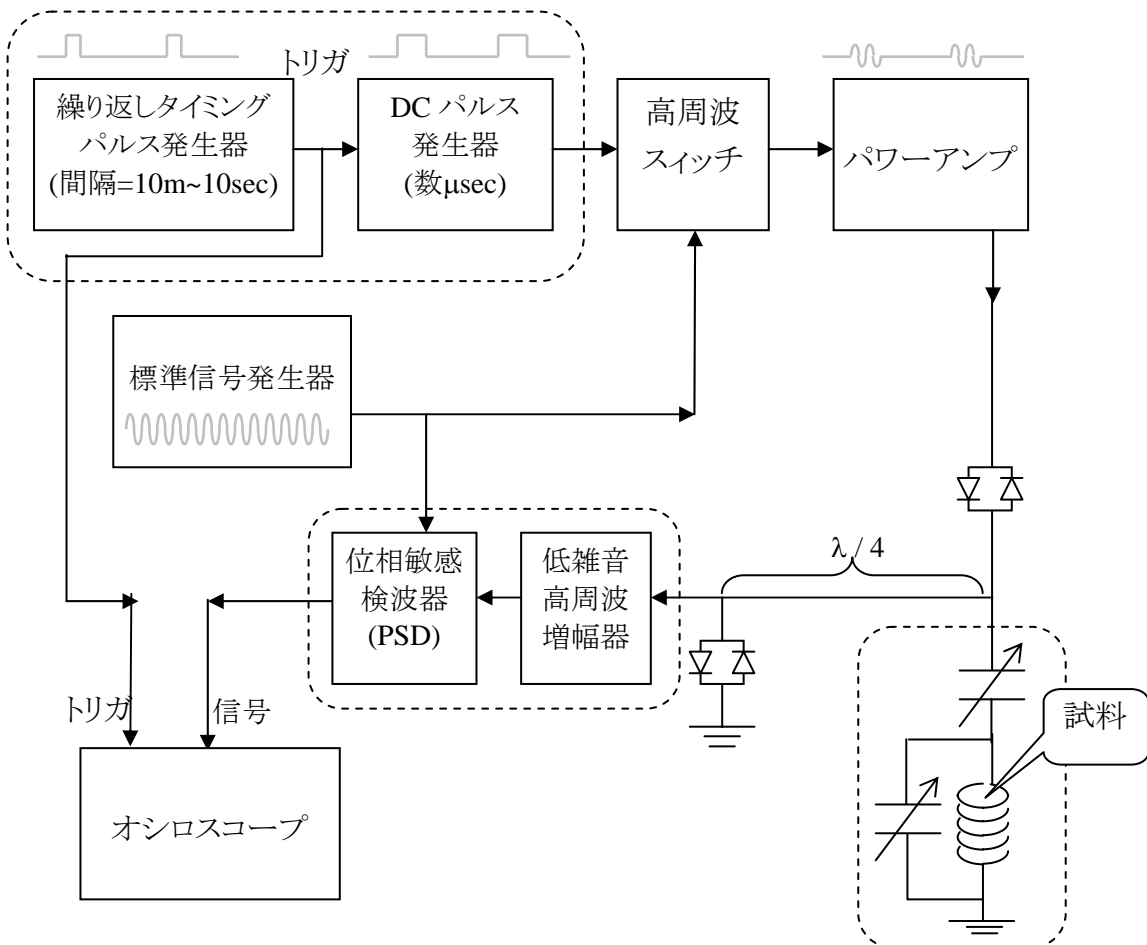 トリガ
繰り返しタイミング
パルス発生器
(間隔=10m~10sec)
DC パルス
発生器
(数μsec)
高周波
スイッチ
パワーアンプ
標準信号発生器
λ / 4
位相敏感
検波器
(PSD)
低雑音
高周波
増幅器
トリガ
信号
試料
オシロスコープ